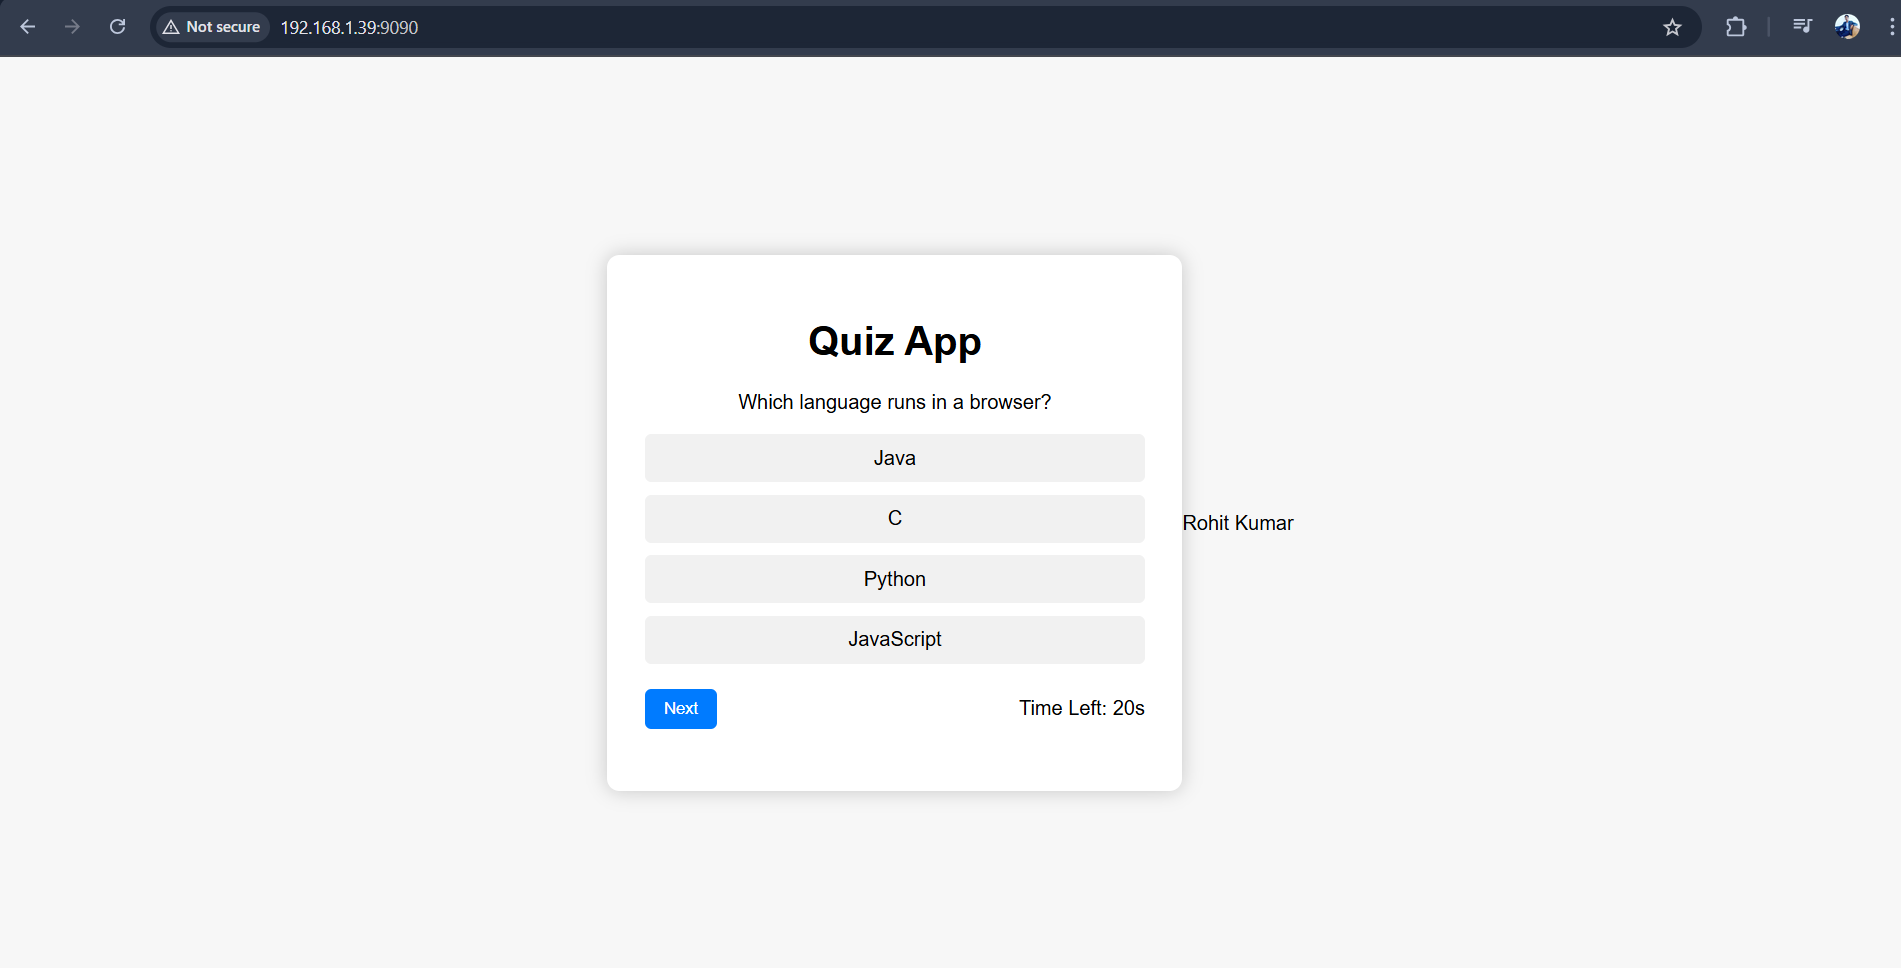 Not secure
192.168.1.39:9090
Quiz App
Which language runs in a browser?
Java
C
Rohit Kumar
Python
JavaScript
Next
Time Left: 20s